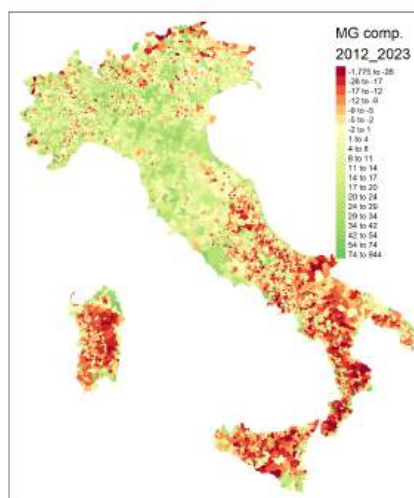 MG comp.
2012_2023
-1,775 to -26
-26 to -17
-17 to -12
-12 to -9
-9 to -5
-5 to -2
-2 to 1
1 to 4
4 to 8
8 to 11
11 to 14
14 to 17
17 to 20
20 to 24
24 to 29
29 to 34
34 to 42
42 to 54
54 to 74
74 to 944